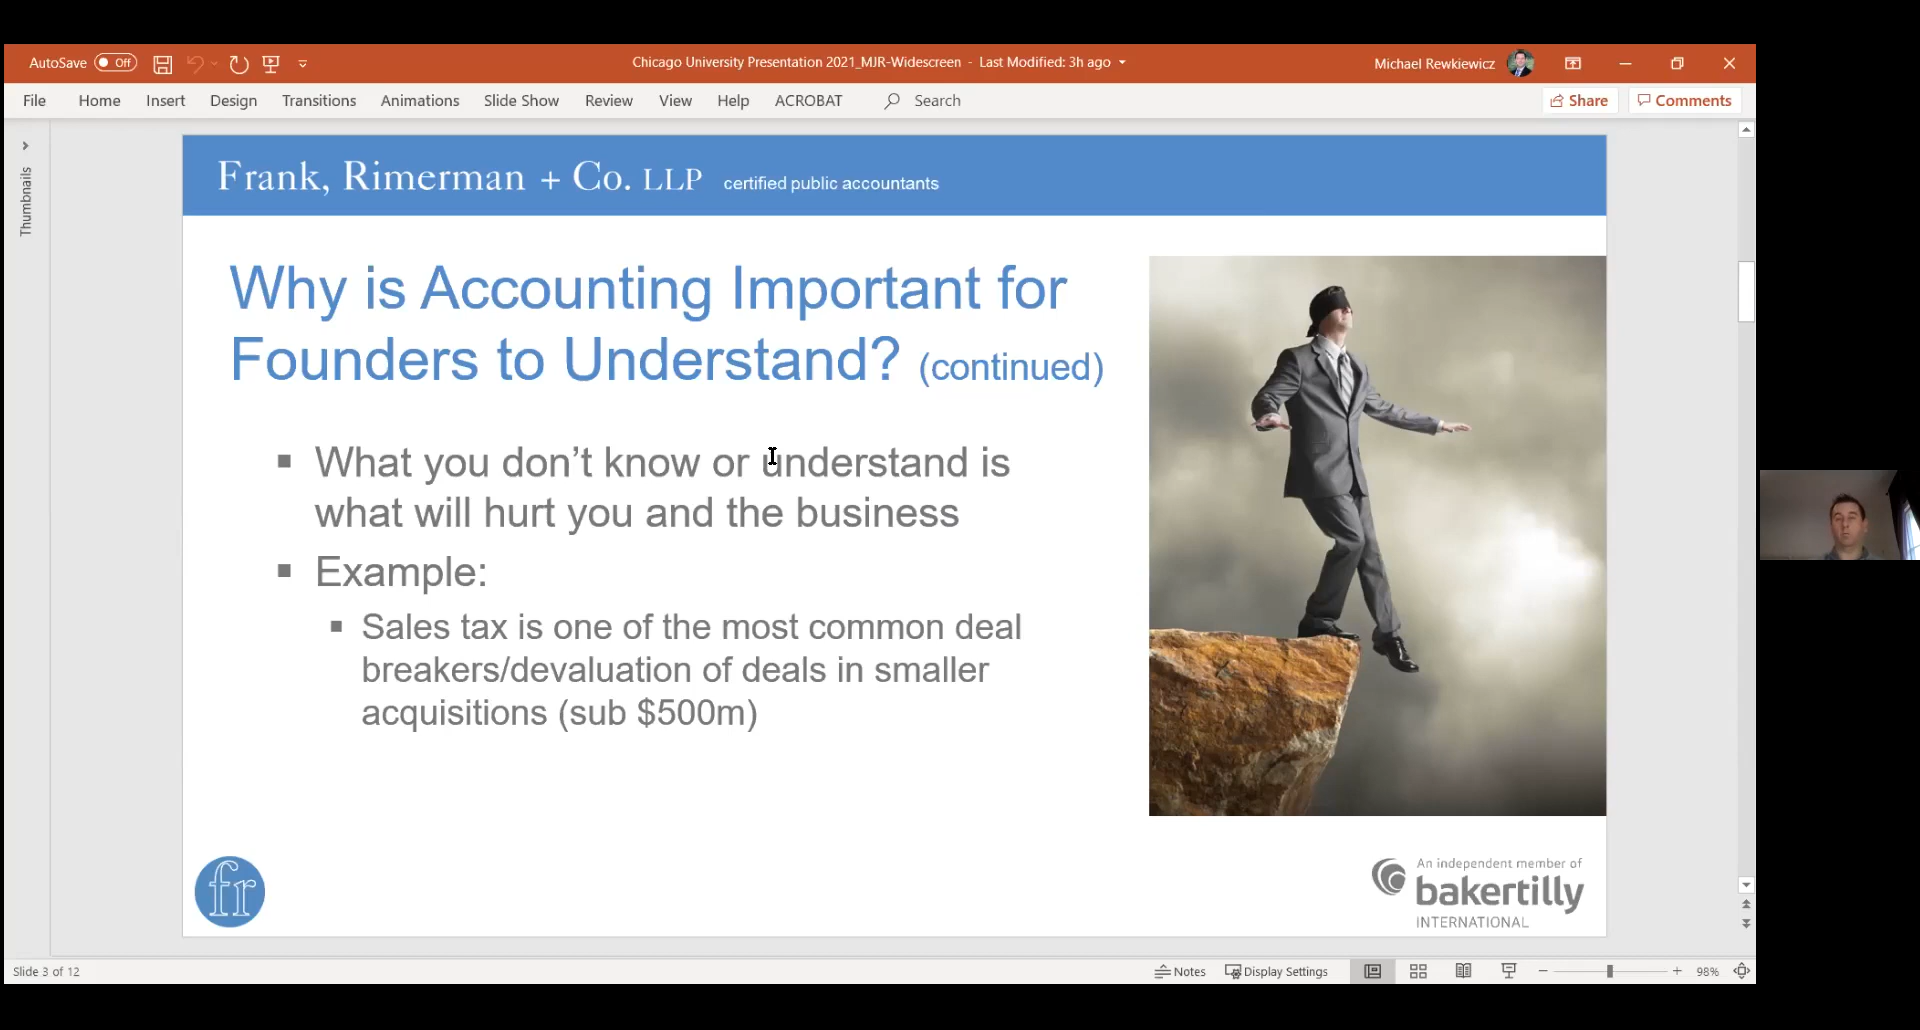 AutoSave Off
Chicago University Presentation 2021_MJR-Widescreen - Last Modified: 3h ago
Michael Rewkiewicz
File Home Insert Design Transitions Animations Slide Show Review View Help ACROBAT Search
Share Comments
Thumbnails
Frank, Rimerman + Co. LLP certified public accountants
Why is Accounting Important for
Founders to Understand? (continued)
▪ What you don’t know or understand is
what will hurt you and the business
▪ Example:
▪ Sales tax is one of the most common deal
breakers/devaluation of deals in smaller
acquisitions (sub $500m)
fr
An independent member of
bakertilly
INTERNATIONAL
Slide 3 of 12
Notes Display Settings 98%